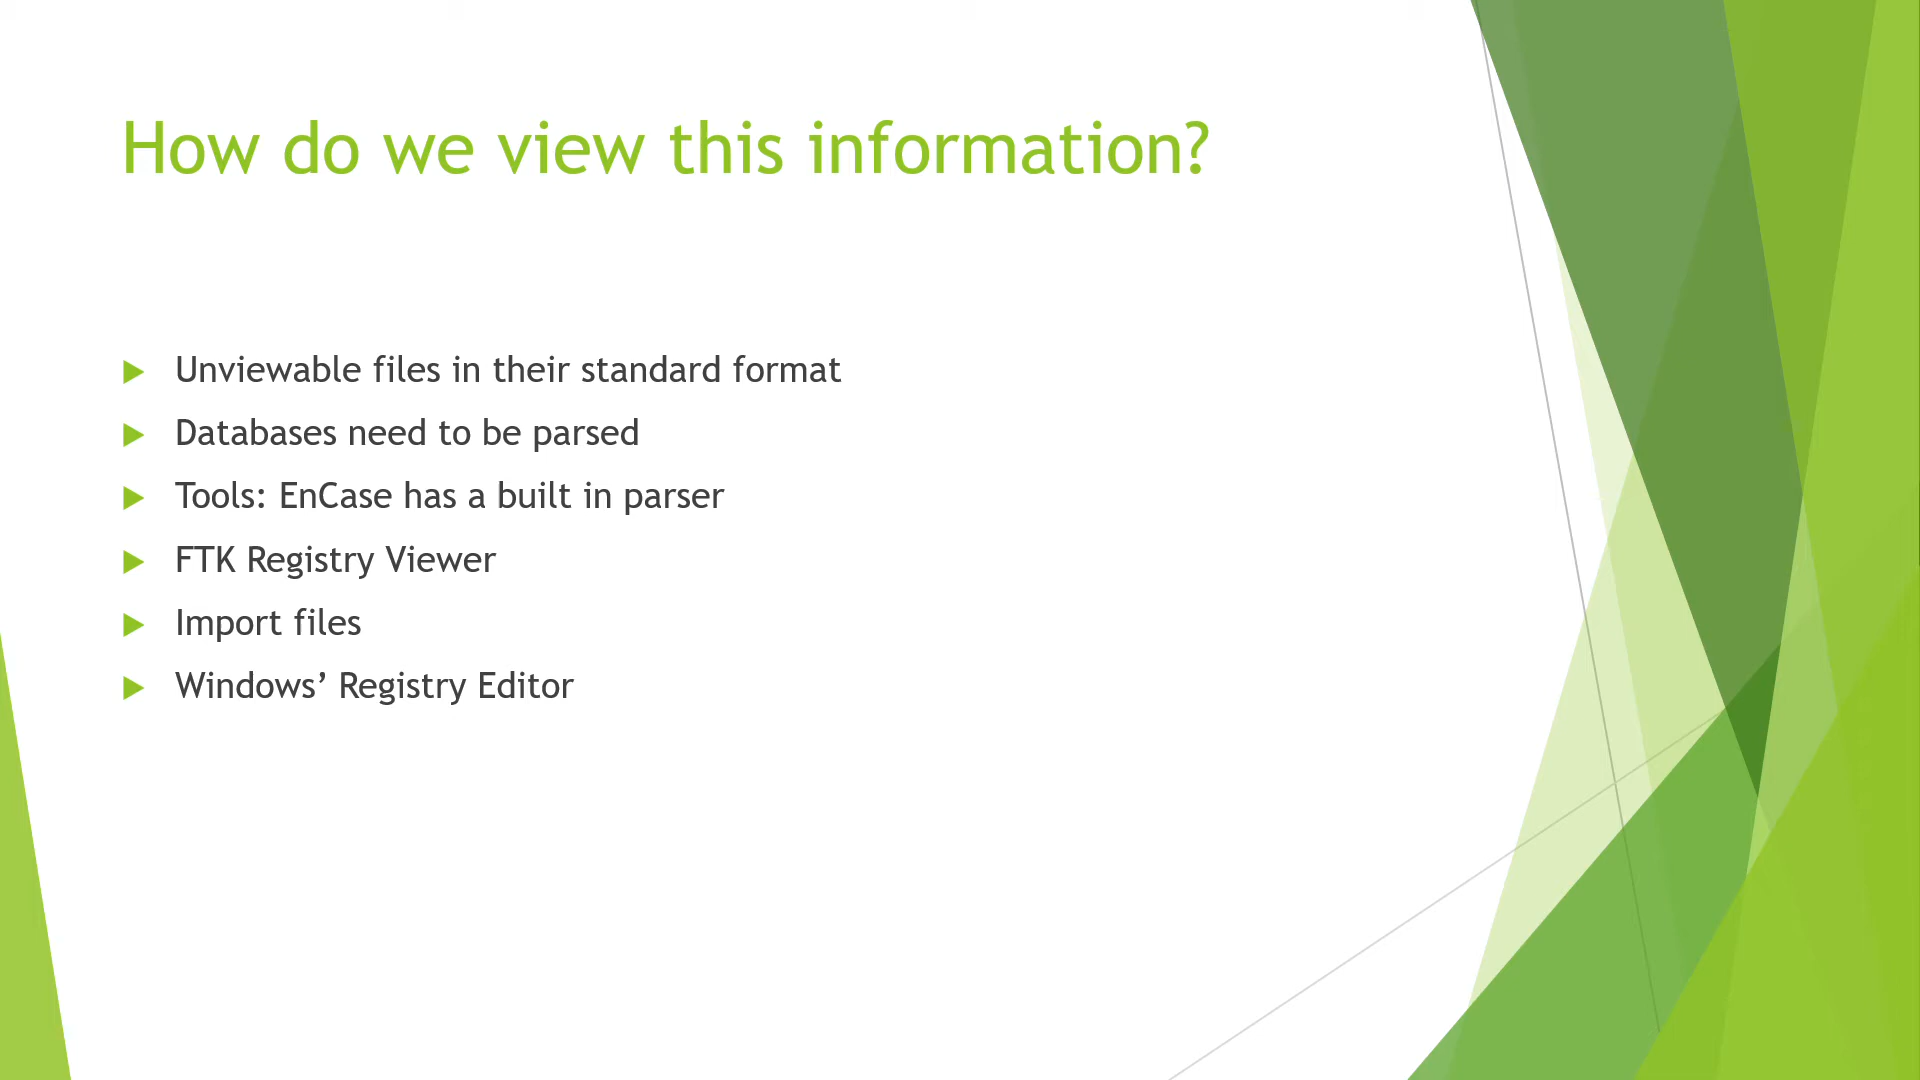 How do we view this information?
Unviewable files in their standard format
Databases need to be parsed
Tools: EnCase has a built in parser
FTK Registry Viewer
Import files
Windows’ Registry Editor